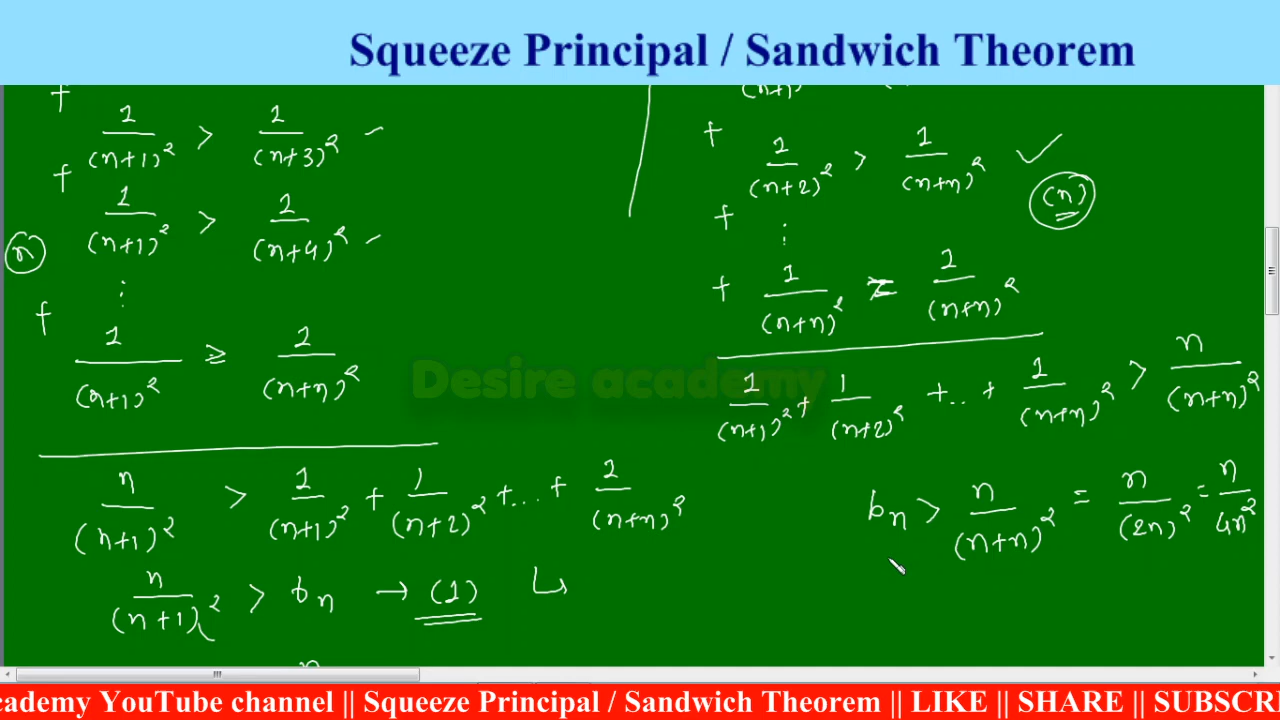 Squeeze Principal / Sandwich Theorem
+
1/(n+1)² > 1/(n+3)² –
+ 1/(n+1)² > 1/(n+4)² –
(n)
⋮
+ 1/(n+1)² ≥ 1/(n+n)²
n/(n+1)² > 1/(n+1)² + 1/(n+2)² + ... + 1/(n+n)²
n/(n+1)² > bn → (1)
n
(n+1)
+ 1/(n+2)² > 1/(n+n)² ✓
(n)
+
⋮
+ 1/(n+n)² = 1/(n+n)²
1/(n+1)² + 1/(n+2)² + ... + 1/(n+n)² > n/(n+n)²
bn > n/(n+n)² = n/(2n)² = n/4n²
Desire academy
cademy YouTube channel || Squeeze Principal / Sandwich Theorem || LIKE || SHARE || SUBSCR